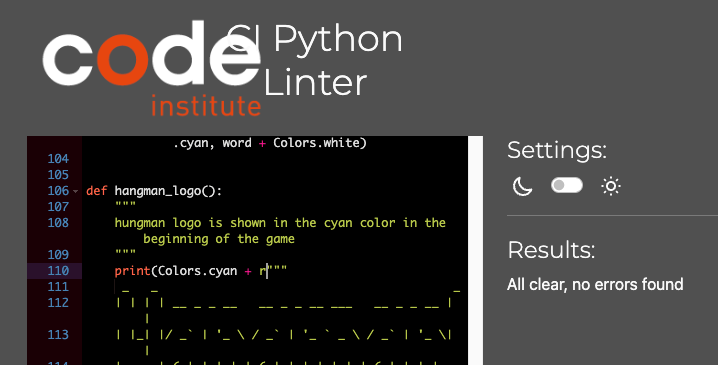 code
institute
CI Python
Linter
.cyan, word + Colors.white)
104
105
106 def hangman_logo():
107 """
108 hungman logo is shown in the cyan color in the
beginning of the game
109 """
110 print(Colors.cyan + r"""
111 _   _                                          _
112 | | | | __ _ _ __   __ _ _ __ ___   __ _ _ __ |
|
113 | |_| |/ _` | '_ \ / _` | '_ ` _ \ / _` | '_ \|
|
Settings:
Results:
All clear, no errors found